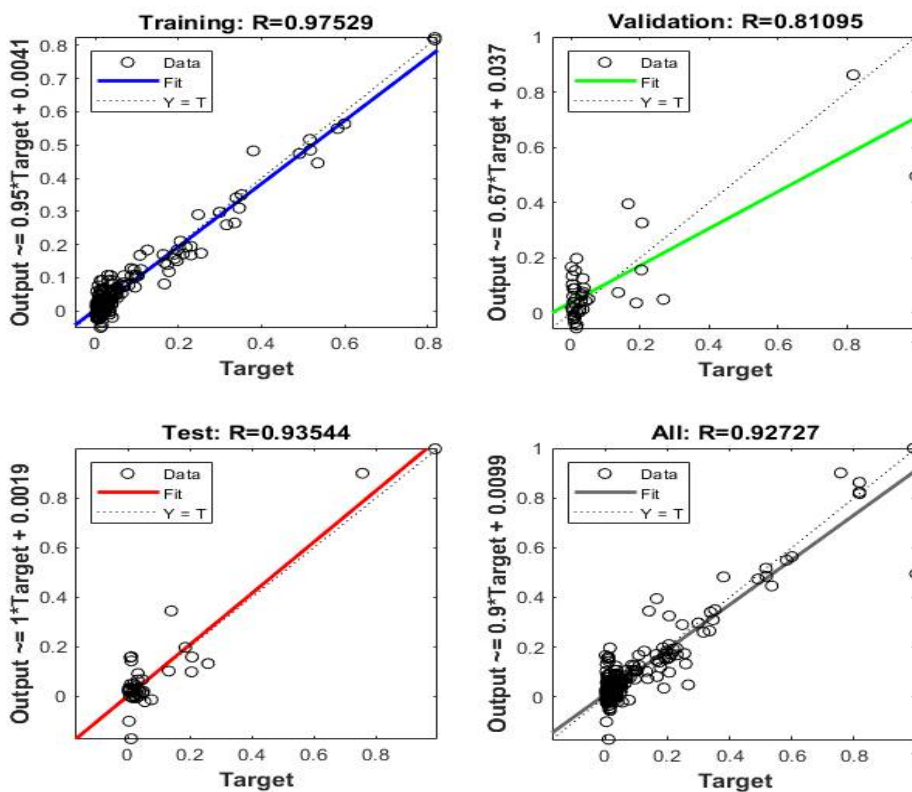 Training: R=0.97529
Output ~= 0.95*Target + 0.0041
0.8
0.7
0.6
0.5
0.4
0.3
0.2
0.1
0
Data
Fit
Y = T
0 0.2 0.4 0.6 0.8
Target
Validation: R=0.81095
Output ~= 0.67*Target + 0.037
1
0.8
0.6
0.4
0.2
0
Data
Fit
Y = T
0 0.2 0.4 0.6 0.8 1
Target
Test: R=0.93544
Output ~= 1*Target + 0.0019
1
0.8
0.6
0.4
0.2
0
Data
Fit
Y = T
0 0.2 0.4 0.6 0.8
Target
All: R=0.92727
Output ~= 0.9*Target + 0.0099
1
0.8
0.6
0.4
0.2
0
Data
Fit
Y = T
0 0.2 0.4 0.6 0.8 1
Target